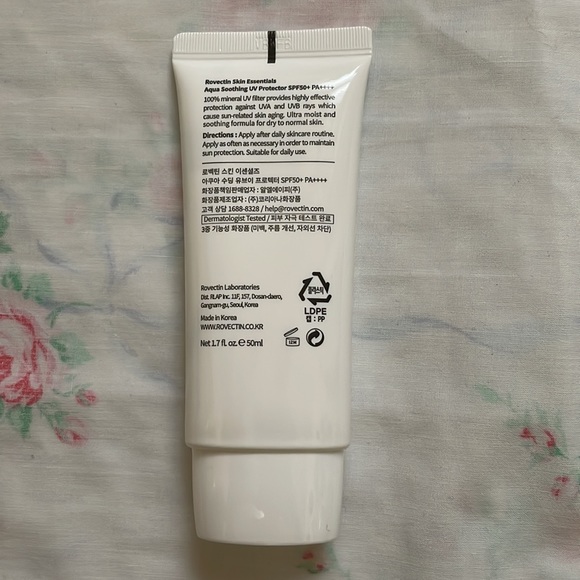 Rovectin Skin Essentials
Aqua Soothing UV Protector SPF50+ PA++++
100% mineral UV filter provides highly effective
protection against UVA and UVB rays which
cause sun-related skin aging. Ultra moist and
soothing formula for dry to normal skin.
Directions : Apply after daily skincare routine.
Apply as often as necessary in order to maintain
sun protection. Suitable for daily use.
로벡틴 스킨 이센셜즈
아쿠아 수딩 유브이 프로텍터 SPF50+ PA++++
화장품책임판매업자 : 알엘에이피(주)
화장품제조업자 : (주)코리아나화장품
고객 상담 1688-8328 / help@rovectin.com
Dermatologist Tested / 피부 자극 테스트 완료
3중 기능성 화장품 (미백, 주름 개선, 자외선 차단)
Rovectin Laboratories
Dist. RLAP Inc. 11F, 157, Dosan-daero,
Gangnam-gu, Seoul, Korea
Made in Korea
WWW.ROVECTIN.CO.KR
Net 1.7 fl. oz. ℮ 50ml
플라스틱
LDPE
캡 : PP